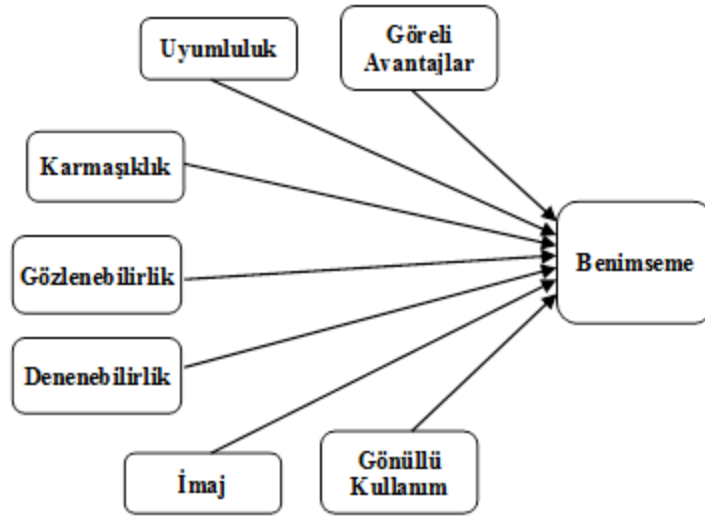 Uyumluluk
Göreli
Avantajlar
Karmaşıklık
Gözlenebilirlik
Benimseme
Denenebilirlik
İmaj
Gönüllü
Kullanım